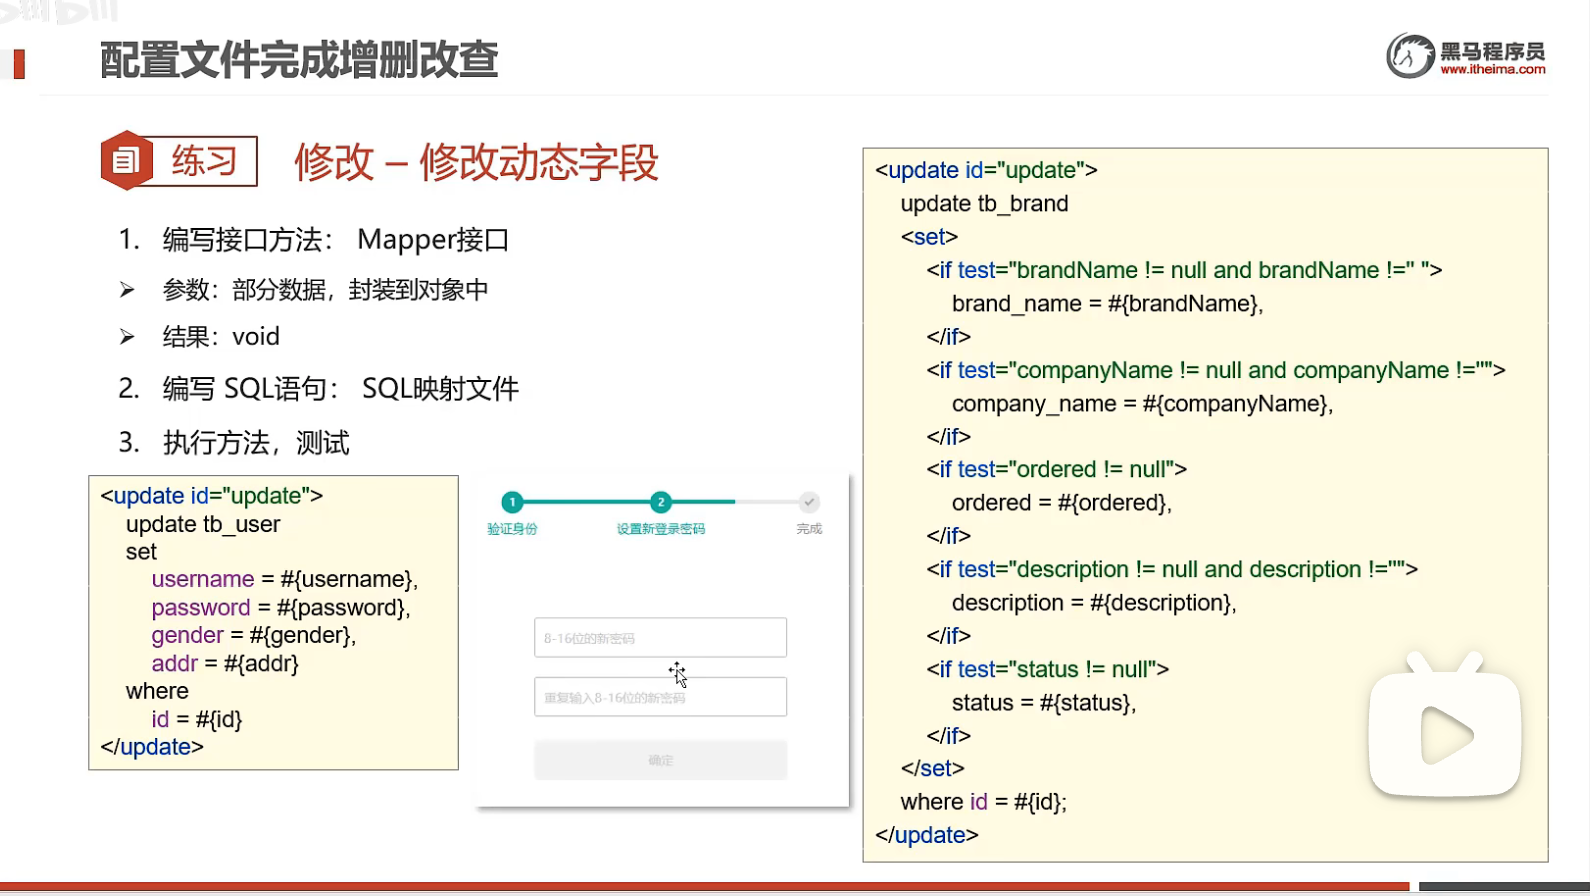 配置文件完成增删改查
黑马程序员
www.itheima.com
练习
修改 – 修改动态字段
1. 编写接口方法： Mapper接口
➢ 参数：部分数据，封装到对象中
➢ 结果：void
2. 编写 SQL语句： SQL映射文件
3. 执行方法，测试
<update id="update">
update tb_user
set
username = #{username},
password = #{password},
gender = #{gender},
addr = #{addr}
where
id = #{id}
</update>
1
2
验证身份
设置新登录密码
完成
8-16位的新密码
重复输入8-16位的新密码
确定
<update id="update">
update tb_brand
<set>
<if test="brandName != null and brandName !=" ">
brand_name = #{brandName},
</if>
<if test="companyName != null and companyName !="">
company_name = #{companyName},
</if>
<if test="ordered != null">
ordered = #{ordered},
</if>
<if test="description != null and description !="">
description = #{description},
</if>
<if test="status != null">
status = #{status},
</if>
</set>
where id = #{id};
</update>